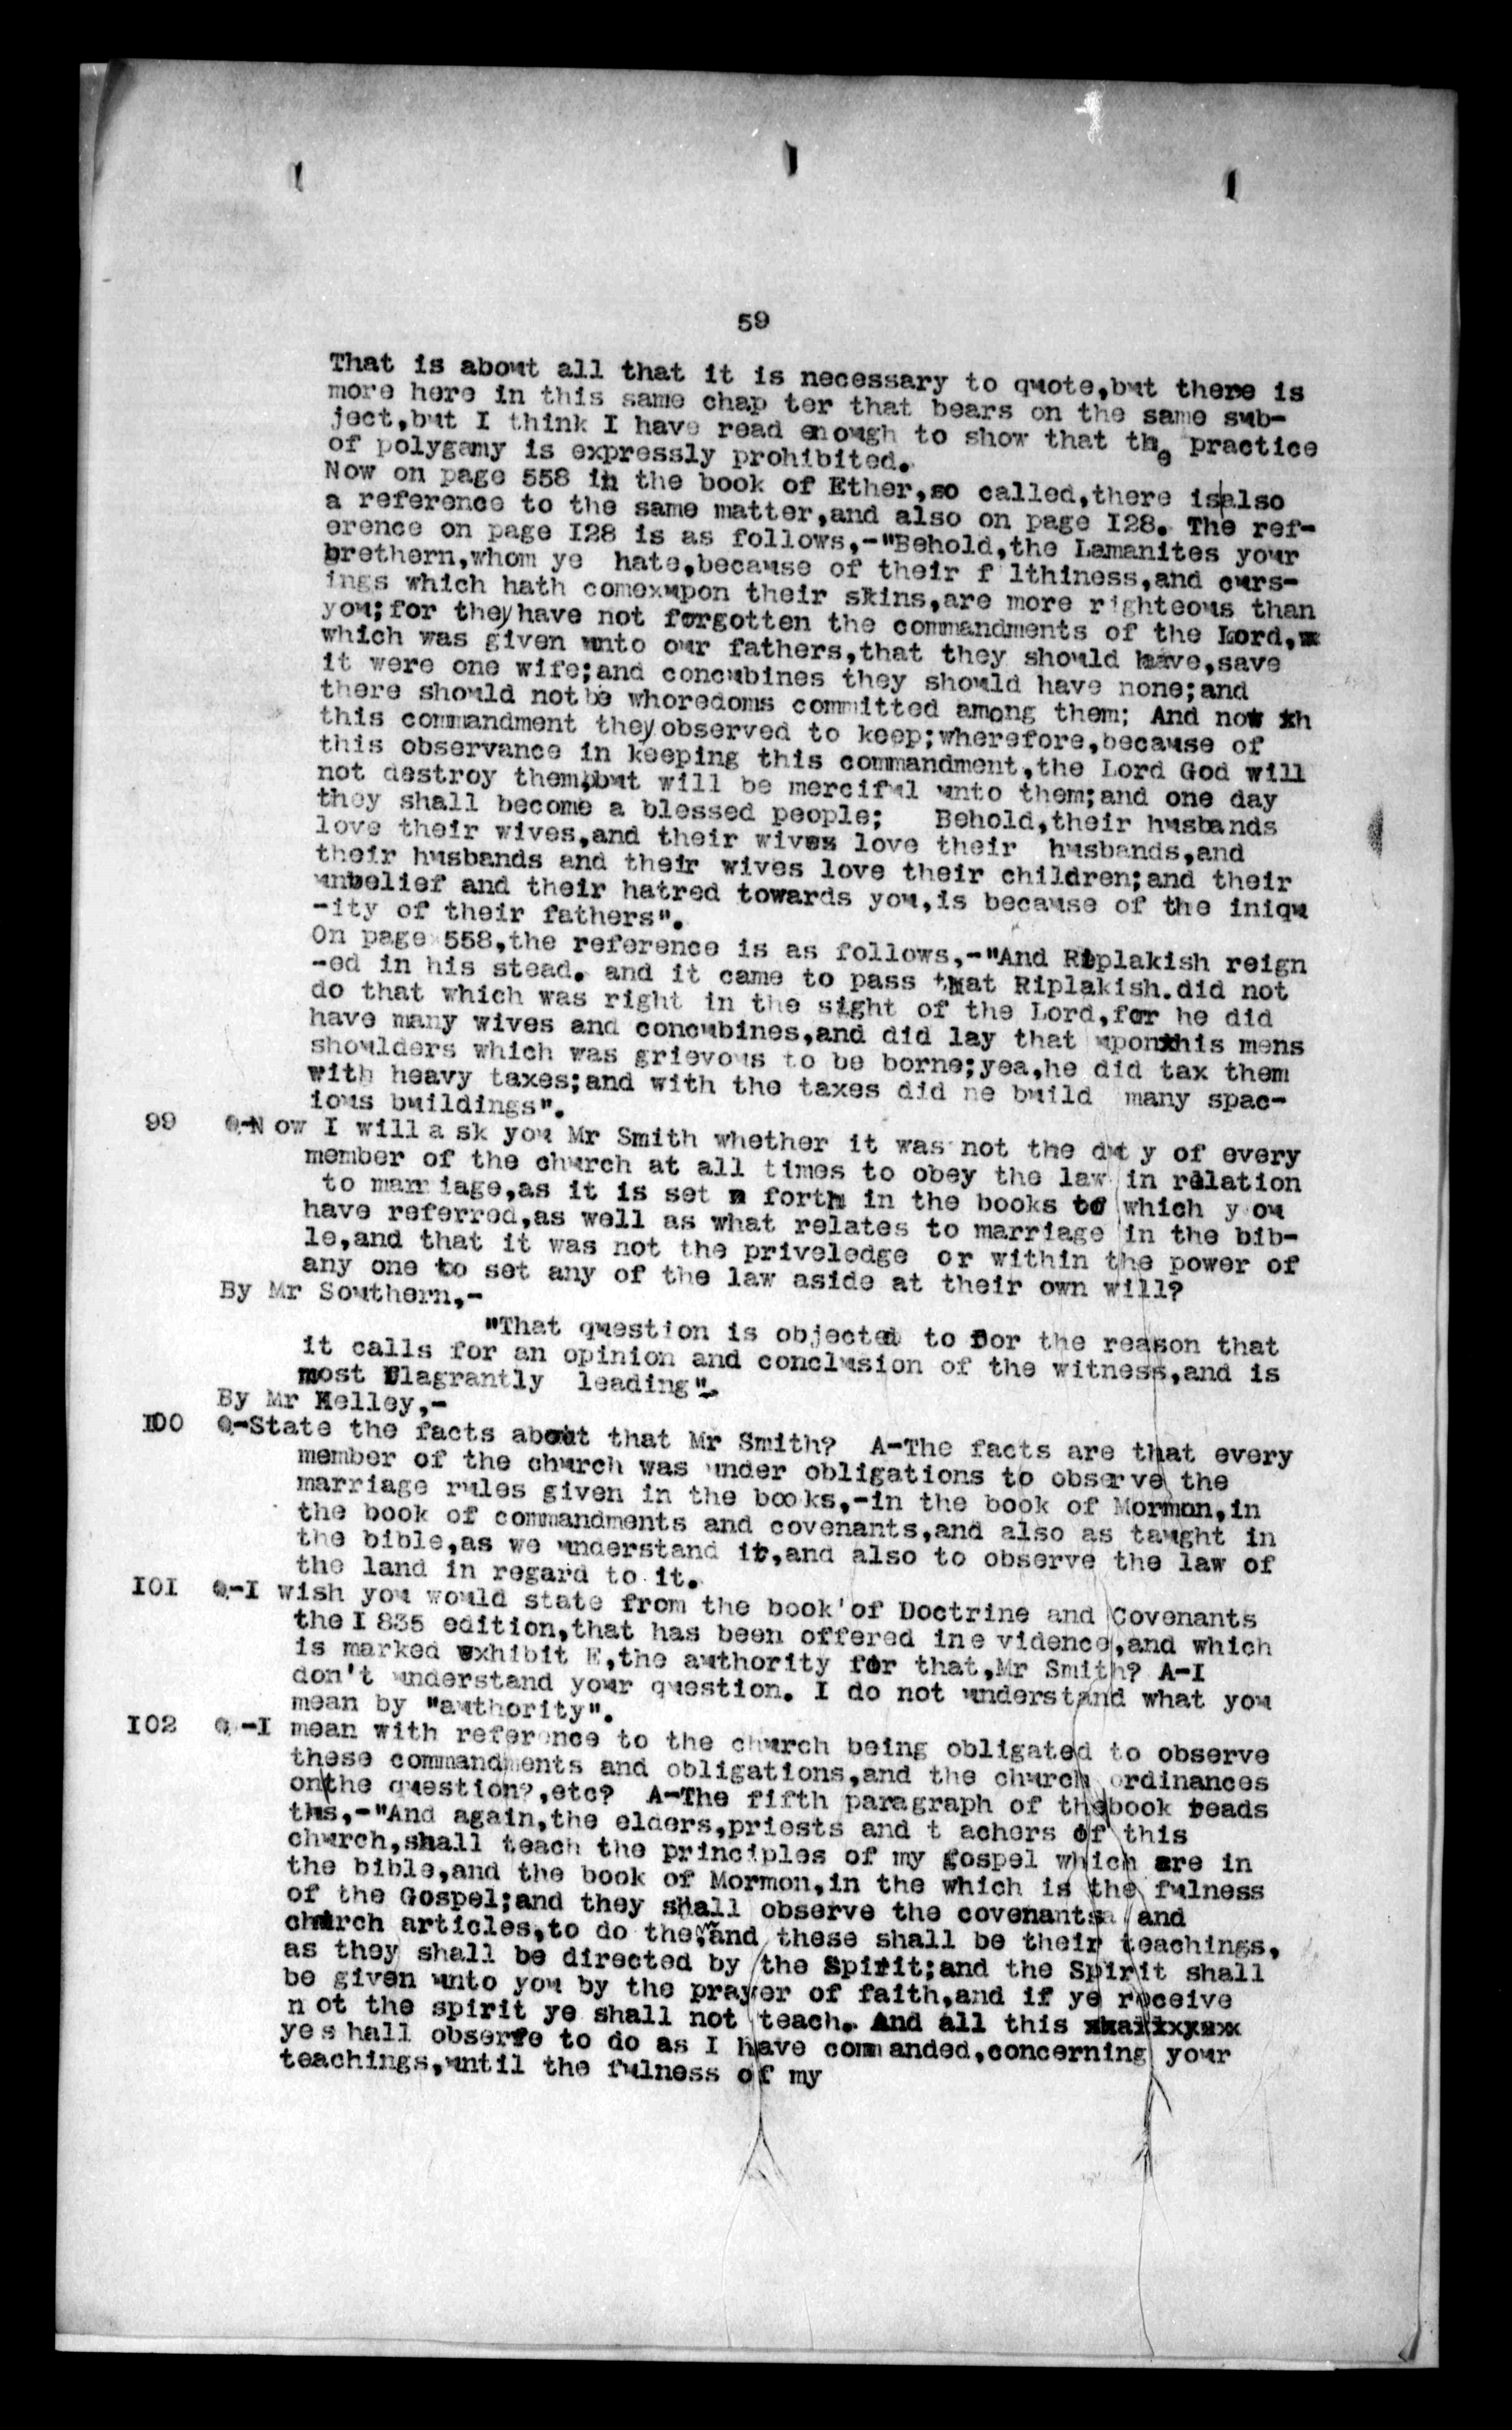 59
That is about all that it is necessary to quote,but there is
more here in this same chap ter that bears on the same sub-
ject,but I think I have read enough to show that the practice
of polygamy is expressly prohibited.
Now on page 558 in the book of Ether,so called,there is also
a reference to the same matter,and also on page I28. The ref-
erence on page I28 is as follows,-"Behold,the Lamanites your
brethern,whom ye hate,because of their f lthiness,and curs-
ings which hath comexupon their skins,are more righteous than
you;for they have not forgotten the commandments of the Lord,
which was given unto our fathers,that they should have,save
it were one wife;and concubines they should have none;and
there should not be whoredoms committed among them; And now xh
this commandment they observed to keep;wherefore,because of
this observance in keeping this commandment,the Lord God will
not destroy them,but will be merciful unto them;and one day
they shall become a blessed people; Behold,their husbands
love their wives,and their wives love their husbands,and
their husbands and their wives love their children;and their
unbelief and their hatred towards you,is because of the iniqu
-ity of their fathers".
On page 558,the reference is as follows,-"And Riplakish reign
-ed in his stead. and it came to pass that Riplakish.did not
do that which was right in the sight of the Lord,for he did
have many wives and concubines,and did lay that uponxhis mens
shoulders which was grievous to be borne;yea,he did tax them
with heavy taxes;and with the taxes did he build many spac-
ious buildings".
99 Q-N ow I will a sk you Mr Smith whether it was not the dut y of every
member of the church at all times to obey the law in relation
to marr iage,as it is set n forth in the books to which y ou
have referred,as well as what relates to marriage in the bib-
le,and that it was not the priveledge or within the power of
any one to set any of the law aside at their own will?
By Mr Southern,-
"That question is objected to for the reason that
it calls for an opinion and conclusion of the witness,and is
most flagrantly leading".
By Mr Kelley,-
I00 Q-State the facts about that Mr Smith? A-The facts are that every
member of the church was under obligations to observe the
marriage rules given in the books,-in the book of Mormon,in
the book of commandments and covenants,and also as taught in
the bible,as we understand it,and also to observe the law of
the land in regard to it.
I0I Q-I wish you would state from the book of Doctrine and Covenants
the I 835 edition,that has been offered in e vidence,and which
is marked exhibit E,the authority for that,Mr Smith? A-I
don't understand your question. I do not understand what you
mean by "authority".
I02 Q -I mean with reference to the church being obligated to observe
these commandments and obligations,and the church ordinances
on the question?,etc? A-The fifth paragraph of the book reads
thus,-"And again,the elders,priests and t achers of this
church,shall teach the principles of my gospel which are in
the bible,and the book of Mormon,in the which is the fulness
of the Gospel;and they shall observe the covenants and
church articles,to do them,and these shall be their teachings,
as they shall be directed by the Spirit;and the Spirit shall
be given unto you by the prayer of faith,and if ye receive
n ot the spirit ye shall not teach. And all this
ye s hall observe to do as I have comm anded,concerning your
teachings,until the fulness of my